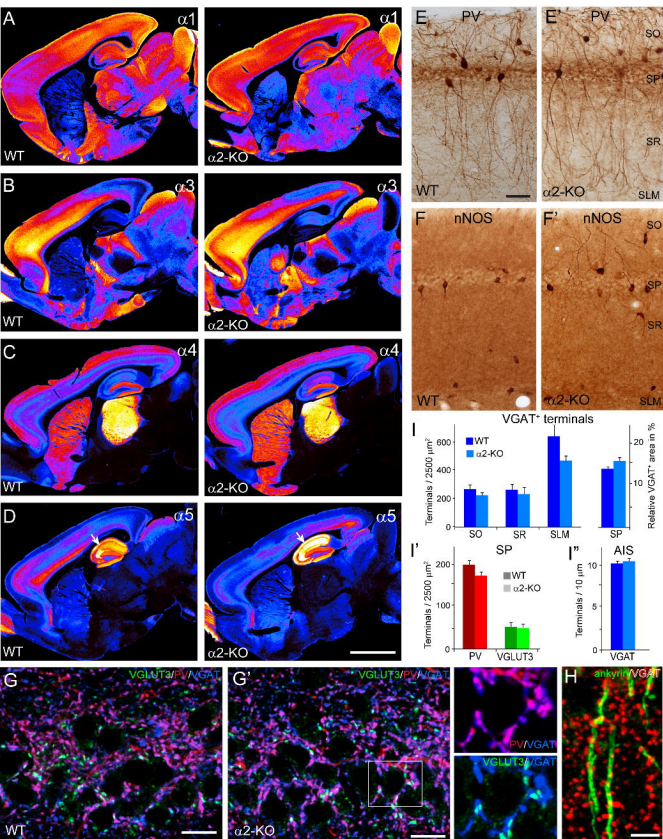 A
α1
α1
WT
α2-KO
B
α3
α3
WT
α2-KO
C
α4
α4
WT
α2-KO
D
α5
α5
WT
α2-KO
E
PV
E'
PV
SO
SP
SR
SLM
WT
α2-KO
F
nNOS
F'
nNOS
SO
SP
SR
SLM
WT
α2-KO
I
VGAT⁺ terminals
WT
α2-KO
Terminals / 2500 μm²
600
400
200
0
SO
SR
SLM
SP
20
10
Relative VGAT⁺ area in %
I'
SP
WT
α2-KO
Terminals / 2500 μm²
200
100
0
PV
VGLUT3
I"
AIS
Terminals / 10 μm
10
5
0
VGAT
G
VGLUT3/PV/VGAT
WT
G'
VGLUT3/PV/VGAT
α2-KO
PV/VGAT
VGLUT3/VGAT
H
ankyrin/VGAT